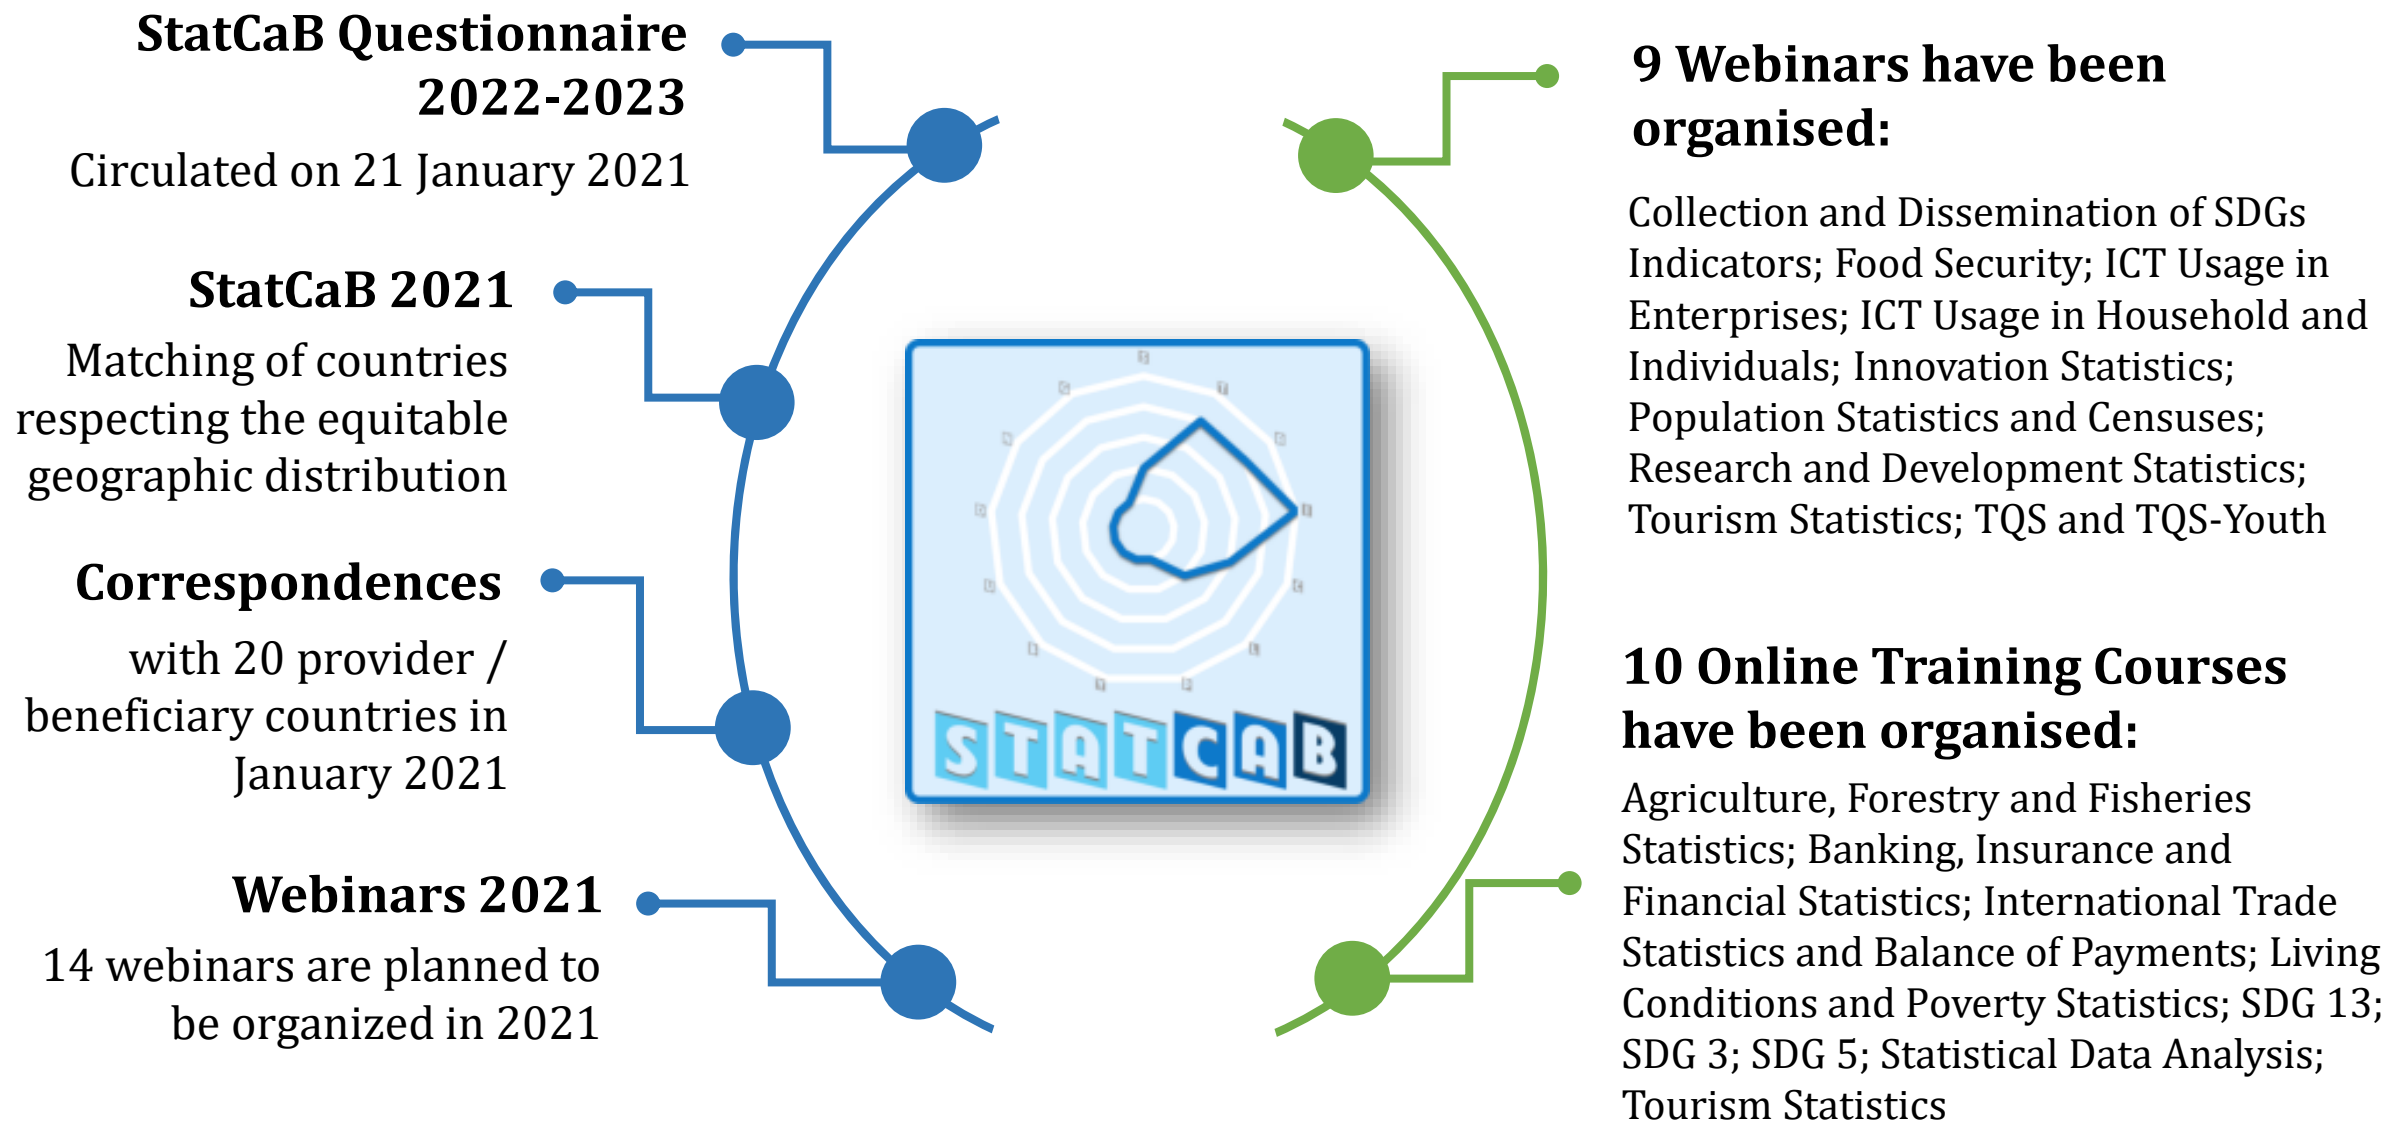 StatCaB Questionnaire
2022-2023
Circulated on 21 January 2021
StatCaB 2021
Matching of countries
respecting the equitable
geographic distribution
Correspondences
with 20 provider /
beneficiary countries in
January 2021
Webinars 2021
14 webinars are planned to
be organized in 2021
STATCAB
9 Webinars have been
organised:
Collection and Dissemination of SDGs
Indicators; Food Security; ICT Usage in
Enterprises; ICT Usage in Household and
Individuals; Innovation Statistics;
Population Statistics and Censuses;
Research and Development Statistics;
Tourism Statistics; TQS and TQS-Youth
10 Online Training Courses
have been organised:
Agriculture, Forestry and Fisheries
Statistics; Banking, Insurance and
Financial Statistics; International Trade
Statistics and Balance of Payments; Living
Conditions and Poverty Statistics; SDG 13;
SDG 3; SDG 5; Statistical Data Analysis;
Tourism Statistics